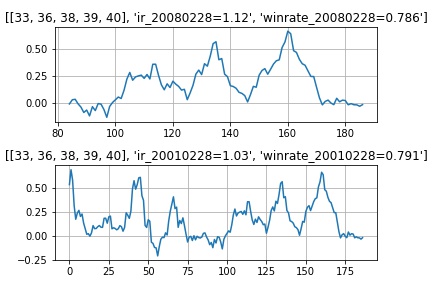 [[33, 36, 38, 39, 40], 'ir_20080228=1.12', 'winrate_20080228=0.786']
0.50
0.25
0.00
80 100 120 140 160 180
[[33, 36, 38, 39, 40], 'ir_20010228=1.03', 'winrate_20010228=0.791']
0.50
0.25
0.00
−0.25
0 25 50 75 100 125 150 175